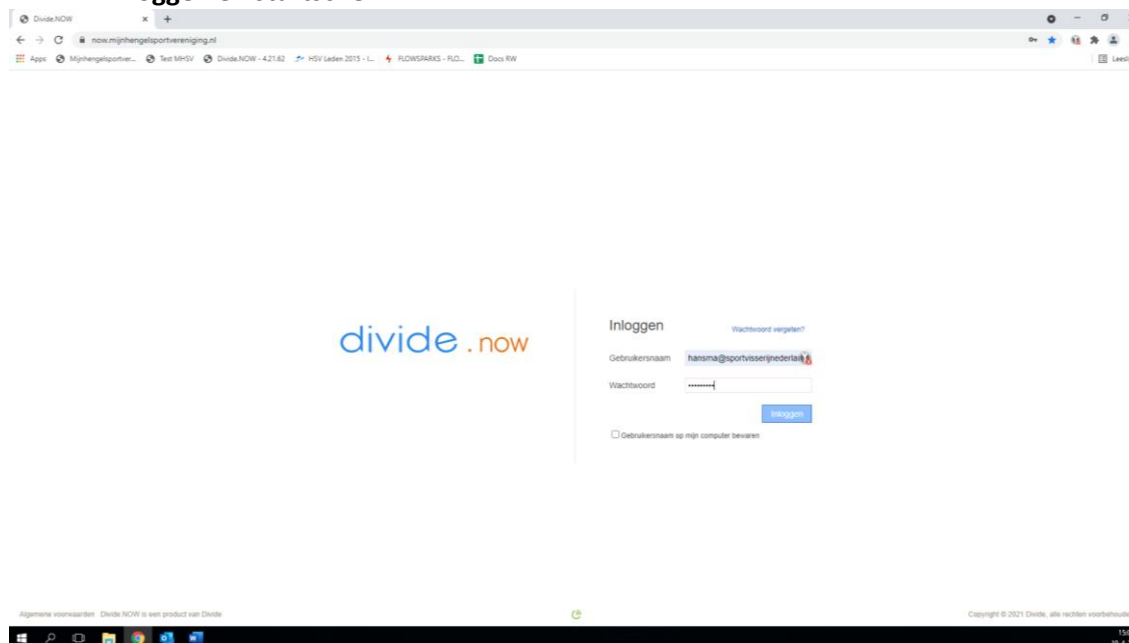 Divide.NOW
now.mijnhengelsportvereniging.nl
Apps Mijnhengelsportver... Test MHSV Divide.NOW - 4.21.62 HSV Leden 2015 - L... FLOWSPARKS - FLO... Docs RW
divide.now
Inloggen Wachtwoord vergeten?
Gebruikersnaam hansma@sportvisserijnederlan
Wachtwoord
Inloggen
Gebruikersnaam op mijn computer bewaren
Algemene voorwaarden Divide.NOW is een product van Divide
Copyright © 2021 Divide, alle rechten voorbehoude